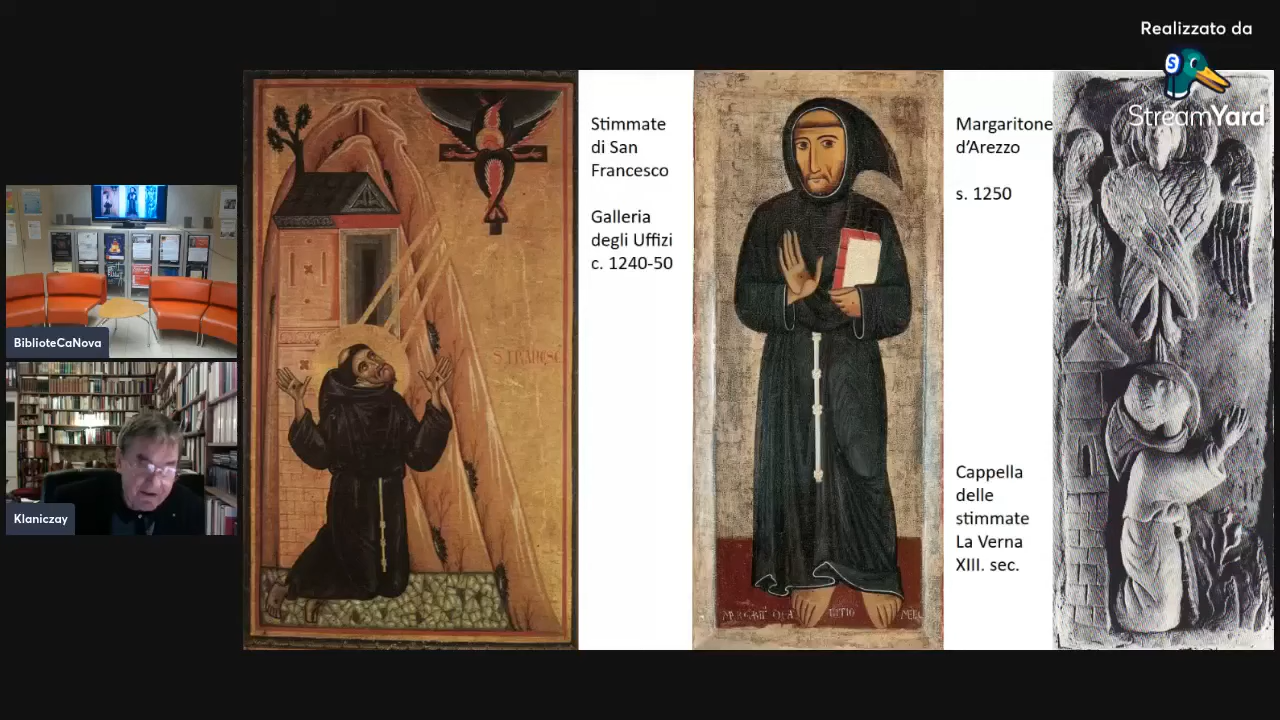 Realizzato da
StreamYard
BiblioteCaNova
Klaniczay
Stimmate
di San
Francesco
Galleria
degli Uffizi
c. 1240-50
Margaritone
d'Arezzo
s. 1250
Cappella
delle
stimmate
La Verna
XIII. sec.